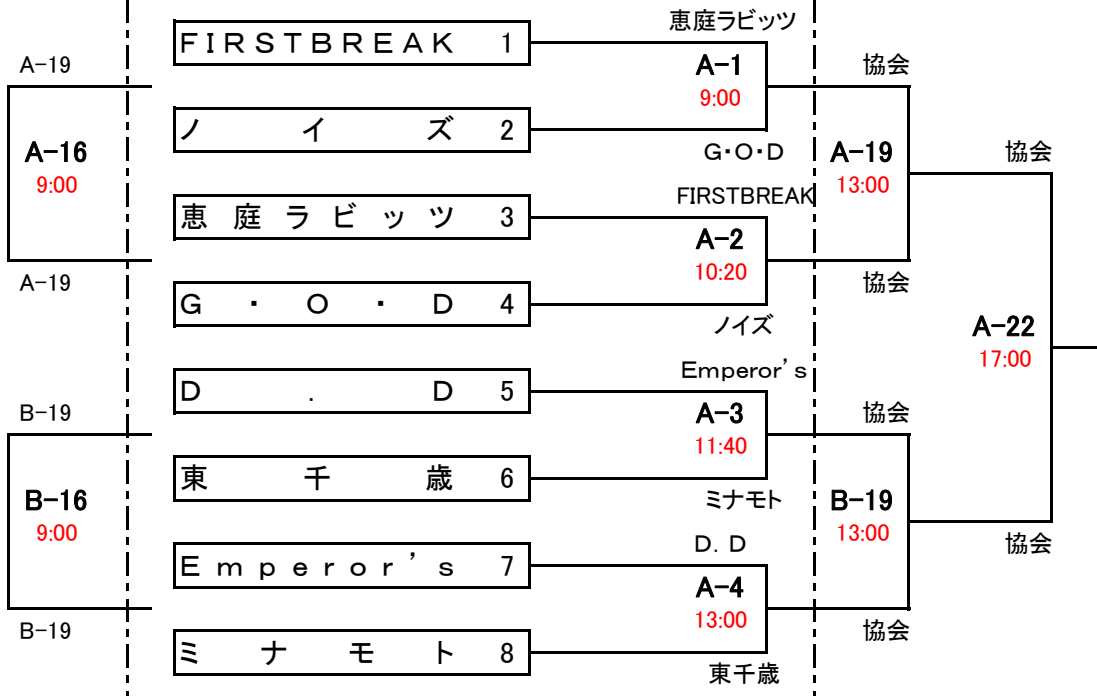 恵庭ラビッツ
FIRSTBREAK 1
A-19
A-1
協会
9:00
ノイズ 2
A-16
G・O・D
A-19
協会
9:00
13:00
FIRSTBREAK
恵庭ラビッツ 3
A-2
10:20
A-19
協会
G・O・D 4
ノイズ
A-22
17:00
Emperor's
D.D 5
B-19
A-3
協会
11:40
東千歳 6
B-16
ミナモト
B-19
9:00
13:00
D.D
協会
Emperor's 7
A-4
13:00
B-19
協会
ミナモト 8
東千歳